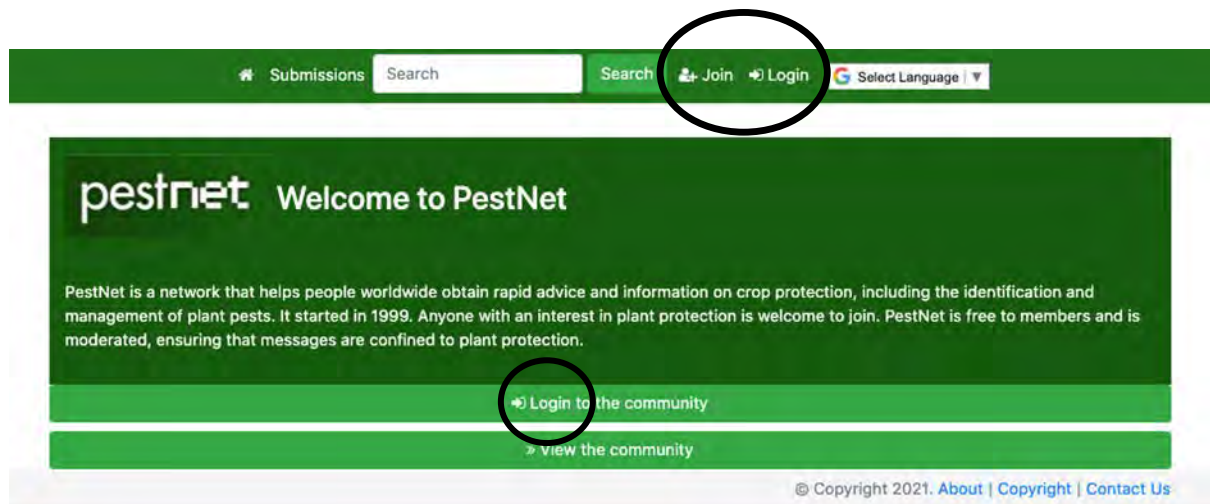 Submissions Search Search Join Login Select Language ▼
pestnet Welcome to PestNet
PestNet is a network that helps people worldwide obtain rapid advice and information on crop protection, including the identification and
management of plant pests. It started in 1999. Anyone with an interest in plant protection is welcome to join. PestNet is free to members and is
moderated, ensuring that messages are confined to plant protection.
Login to the community
» View the community
© Copyright 2021. About | Copyright | Contact Us